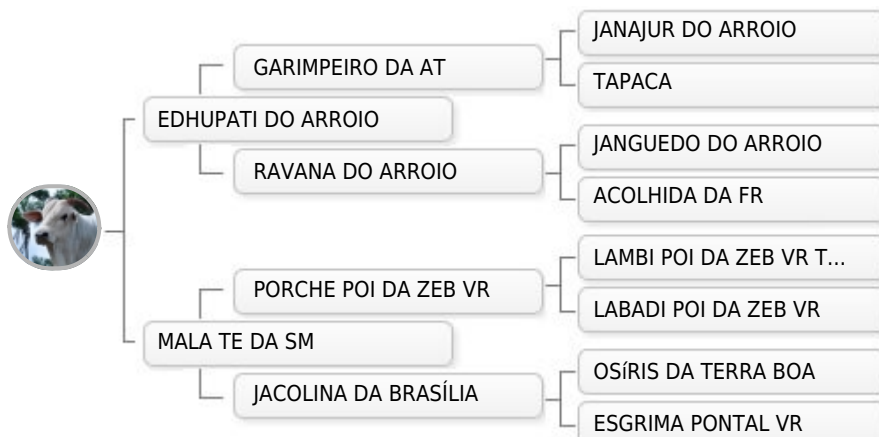 JANAJUR DO ARROIO
GARIMPEIRO DA AT
TAPACA
EDHUPATI DO ARROIO
JANGUEDO DO ARROIO
RAVANA DO ARROIO
ACOLHIDA DA FR
LAMBI POI DA ZEB VR T...
PORCHE POI DA ZEB VR
LABADI POI DA ZEB VR
MALA TE DA SM
OSíRIS DA TERRA BOA
JACOLINA DA BRASÍLIA
ESGRIMA PONTAL VR